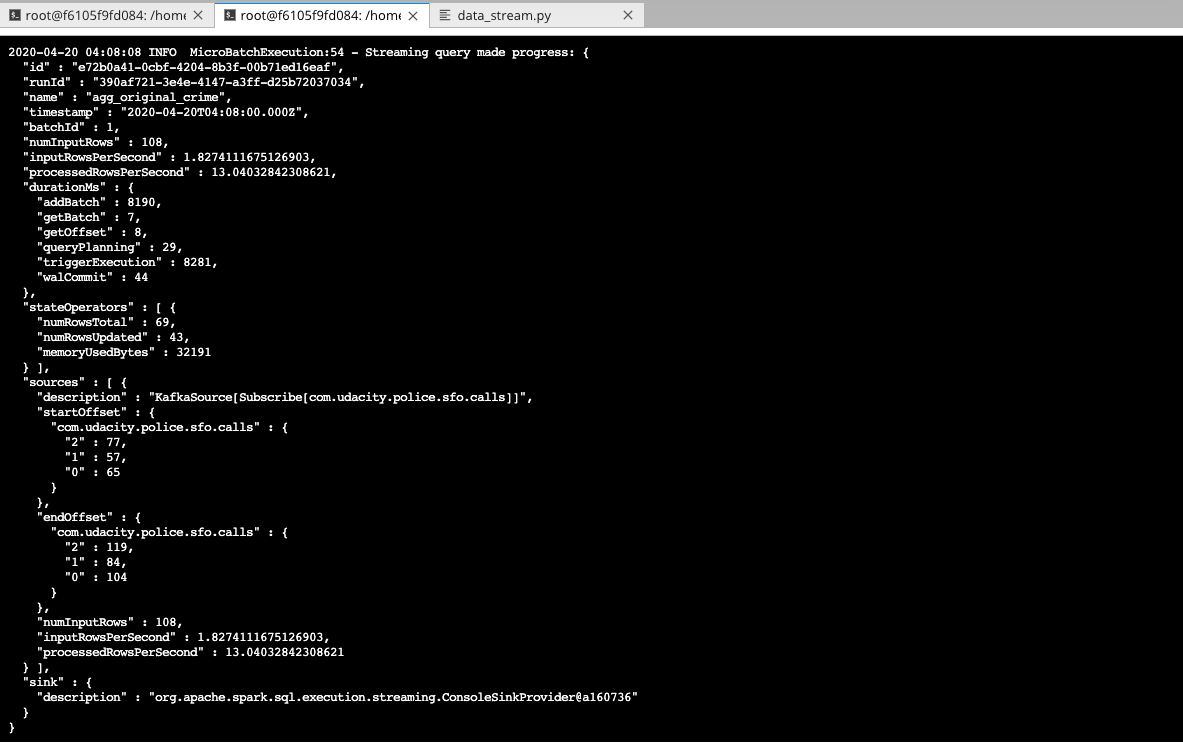 root@f6105f9fd084: /home
root@f6105f9fd084: /home
data_stream.py
2020-04-20 04:08:08 INFO  MicroBatchExecution:54 - Streaming query made progress: {
  "id" : "e72b0a41-0cbf-4204-8b3f-00b71ed16eaf",
  "runId" : "390af721-3e4e-4147-a3ff-d25b72037034",
  "name" : "agg_original_crime",
  "timestamp" : "2020-04-20T04:08:00.000Z",
  "batchId" : 1,
  "numInputRows" : 108,
  "inputRowsPerSecond" : 1.8274111675126903,
  "processedRowsPerSecond" : 13.04032842308621,
  "durationMs" : {
    "addBatch" : 8190,
    "getBatch" : 7,
    "getOffset" : 8,
    "queryPlanning" : 29,
    "triggerExecution" : 8281,
    "walCommit" : 44
  },
  "stateOperators" : [ {
    "numRowsTotal" : 69,
    "numRowsUpdated" : 43,
    "memoryUsedBytes" : 32191
  } ],
  "sources" : [ {
    "description" : "KafkaSource[Subscribe[com.udacity.police.sfo.calls]]",
    "startOffset" : {
      "com.udacity.police.sfo.calls" : {
        "2" : 77,
        "1" : 57,
        "0" : 65
      }
    },
    "endOffset" : {
      "com.udacity.police.sfo.calls" : {
        "2" : 119,
        "1" : 84,
        "0" : 104
      }
    },
    "numInputRows" : 108,
    "inputRowsPerSecond" : 1.8274111675126903,
    "processedRowsPerSecond" : 13.04032842308621
  } ],
  "sink" : {
    "description" : "org.apache.spark.sql.execution.streaming.ConsoleSinkProvider@a160736"
  }
}